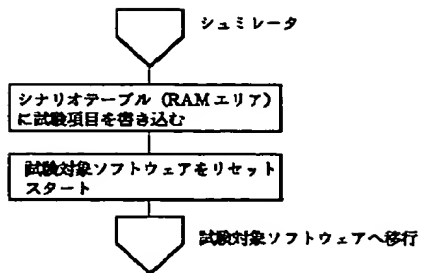 シュミレータ
シナリオテーブル（RAMエリア）
に試験項目を書き込む
試験対象ソフトウェアをリセット
スタート
試験対象ソフトウェアへ移行